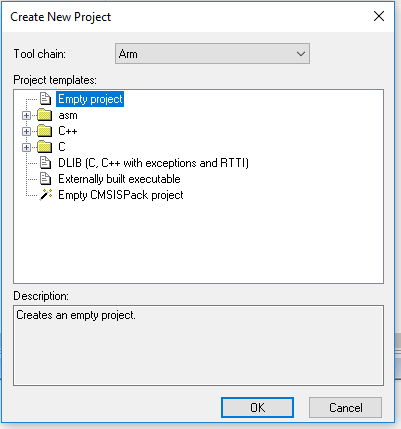 Create New Project
Tool chain: Arm
Project templates:
Empty project
asm
C++
C
DLIB (C, C++ with exceptions and RTTI)
Externally built executable
Empty CMSISPack project
Description:
Creates an empty project.
OK Cancel